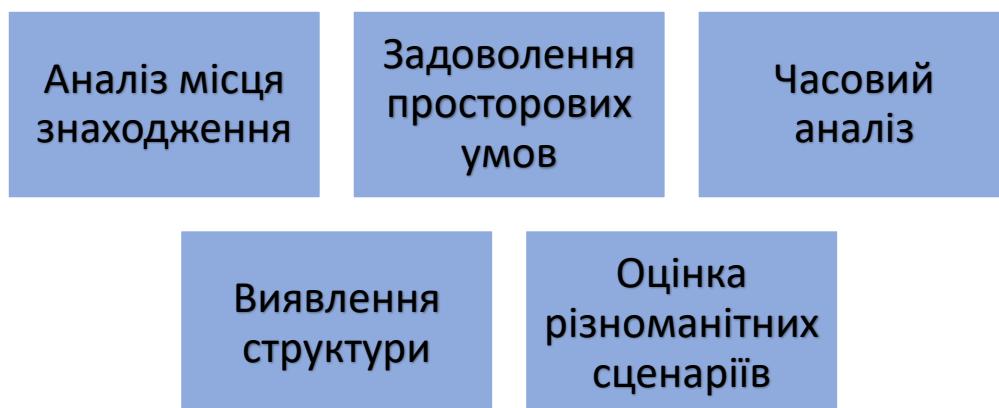 Аналіз місця
знаходження
Задоволення
просторових
умов
Часовий
аналіз
Виявлення
структури
Оцінка
різноманітних
сценаріїв